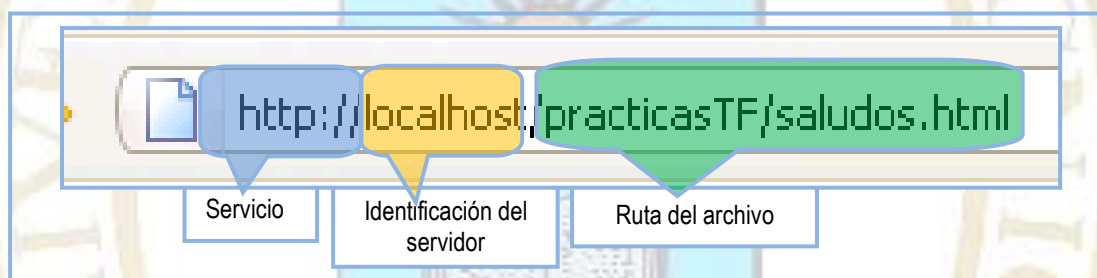 http://localhost/practicasTF/saludos.html
Servicio
Identificación del
servidor
Ruta del archivo